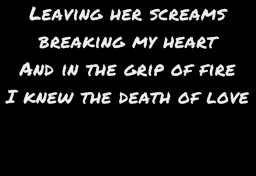 Leaving her screams
breaking my heart
And in the grip of fire
I knew the death of love